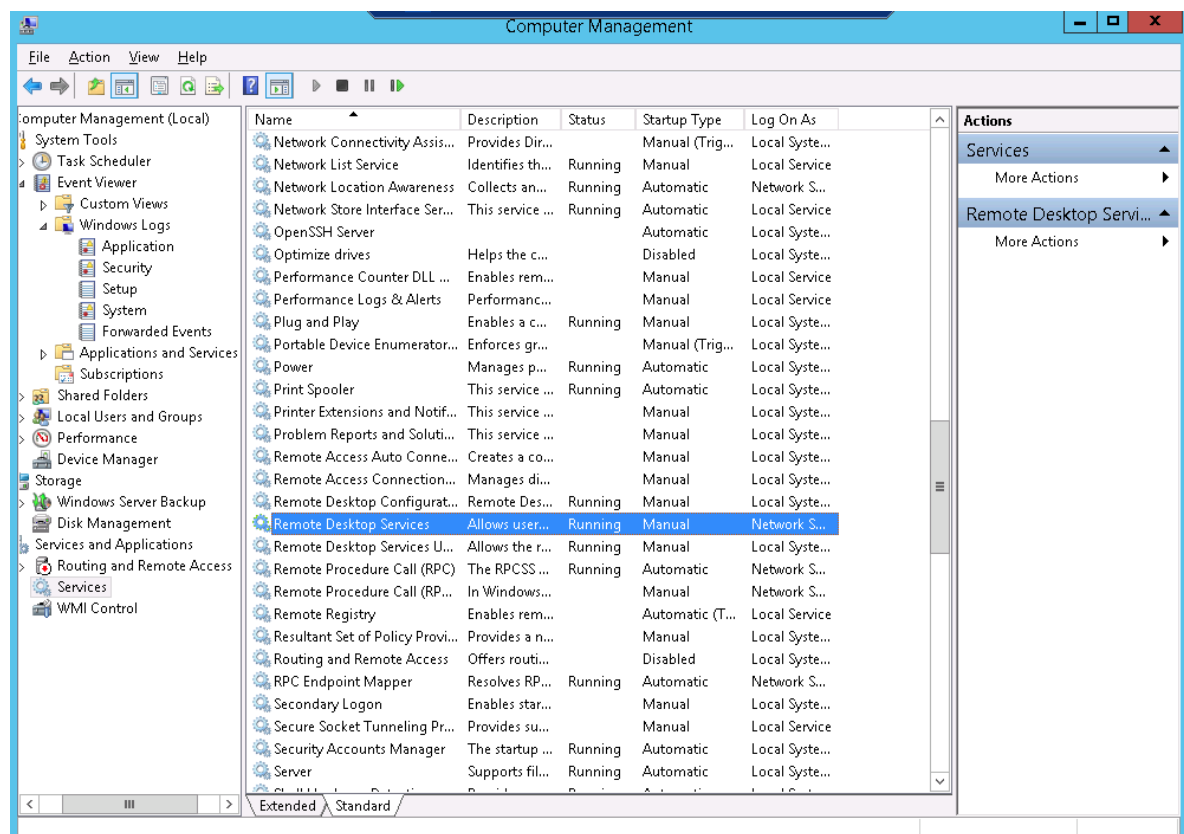 Computer Management
File Action View Help
Computer Management (Local)
System Tools
Task Scheduler
Event Viewer
Custom Views
Windows Logs
Application
Security
Setup
System
Forwarded Events
Applications and Services
Subscriptions
Shared Folders
Local Users and Groups
Performance
Device Manager
Storage
Windows Server Backup
Disk Management
Services and Applications
Routing and Remote Access
Services
WMI Control
Name Description Status Startup Type Log On As
Network Connectivity Assis... Provides Dir... Manual (Trig... Local Syste...
Network List Service Identifies th... Running Manual Local Service
Network Location Awareness Collects an... Running Automatic Network S...
Network Store Interface Ser... This service ... Running Automatic Local Service
OpenSSH Server Automatic Local Syste...
Optimize drives Helps the c... Disabled Local Syste...
Performance Counter DLL ... Enables rem... Manual Local Service
Performance Logs & Alerts Performanc... Manual Local Service
Plug and Play Enables a c... Running Manual Local Syste...
Portable Device Enumerator... Enforces gr... Manual (Trig... Local Syste...
Power Manages p... Running Automatic Local Syste...
Print Spooler This service ... Running Automatic Local Syste...
Printer Extensions and Notif... This service ... Manual Local Syste...
Problem Reports and Soluti... This service ... Manual Local Syste...
Remote Access Auto Conne... Creates a co... Manual Local Syste...
Remote Access Connection... Manages di... Manual Local Syste...
Remote Desktop Configurat... Remote Des... Running Manual Local Syste...
Remote Desktop Services Allows user... Running Manual Network S...
Remote Desktop Services U... Allows the r... Running Manual Local Syste...
Remote Procedure Call (RPC) The RPCSS ... Running Automatic Network S...
Remote Procedure Call (RP... In Windows... Manual Network S...
Remote Registry Enables rem... Automatic (T... Local Service
Resultant Set of Policy Provi... Provides a n... Manual Local Syste...
Routing and Remote Access Offers routi... Disabled Local Syste...
RPC Endpoint Mapper Resolves RP... Running Automatic Network S...
Secondary Logon Enables star... Manual Local Syste...
Secure Socket Tunneling Pr... Provides su... Manual Local Service
Security Accounts Manager The startup ... Running Automatic Local Syste...
Server Supports fil... Running Automatic Local Syste...
Extended Standard
Actions
Services
More Actions
Remote Desktop Servi...
More Actions